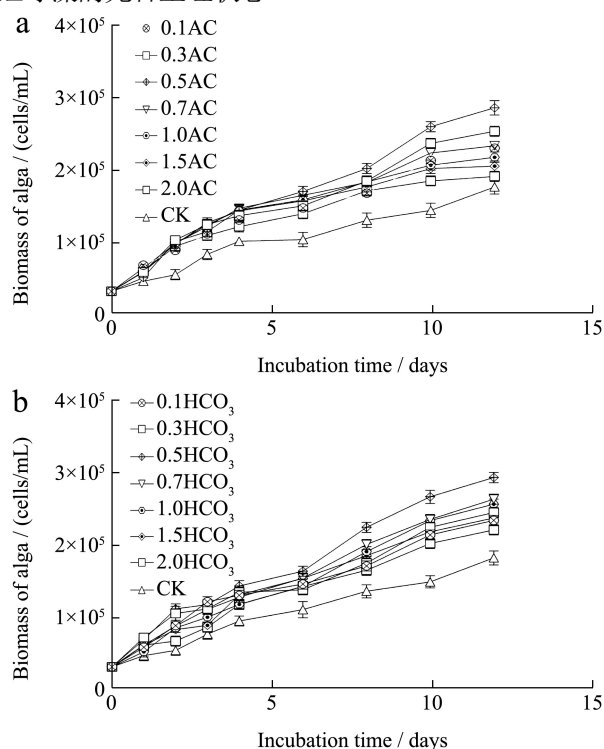 a
4×10⁵
3×10⁵
2×10⁵
1×10⁵
0
Biomass of alga / (cells/mL)
0.1AC
0.3AC
0.5AC
0.7AC
1.0AC
1.5AC
2.0AC
CK
0 5 10 15
Incubation time / days
b
4×10⁵
3×10⁵
2×10⁵
1×10⁵
0
Biomass of alga / (cells/mL)
0.1HCO₃
0.3HCO₃
0.5HCO₃
0.7HCO₃
1.0HCO₃
1.5HCO₃
2.0HCO₃
CK
0 5 10 15
Incubation time / days